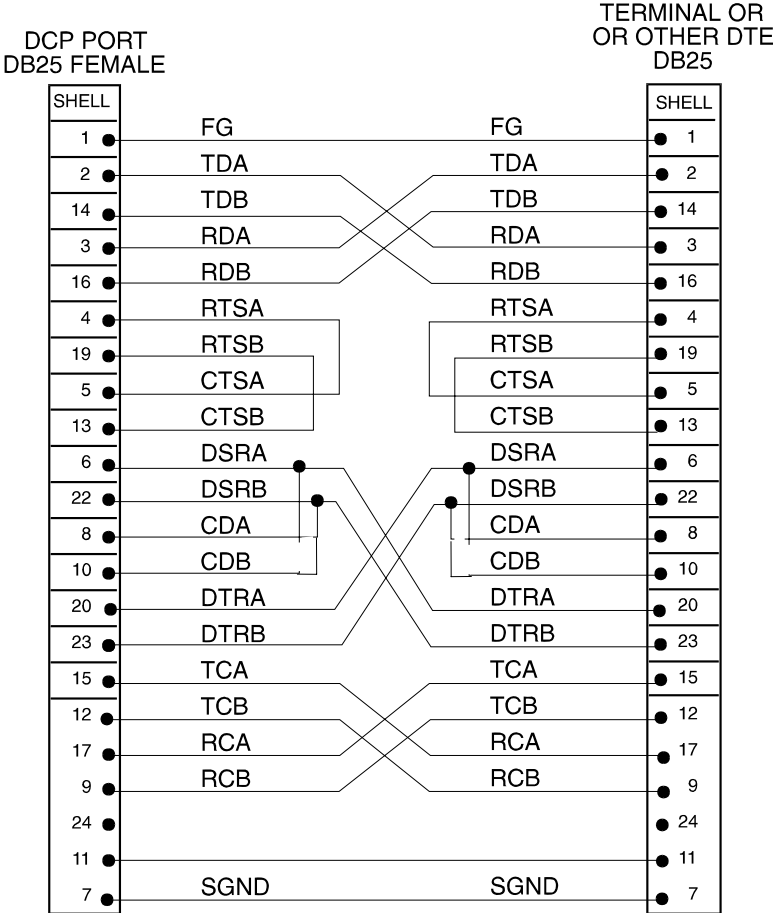 DCP PORT
DB25 FEMALE
TERMINAL OR
OR OTHER DTE
DB25
SHELL SHELL
1 FG FG 1
2 TDA TDA 2
14 TDB TDB 14
3 RDA RDA 3
16 RDB RDB 16
4 RTSA RTSA 4
19 RTSB RTSB 19
5 CTSA CTSA 5
13 CTSB CTSB 13
6 DSRA DSRA 6
22 DSRB DSRB 22
8 CDA CDA 8
10 CDB CDB 10
20 DTRA DTRA 20
23 DTRB DTRB 23
15 TCA TCA 15
12 TCB TCB 12
17 RCA RCA 17
9 RCB RCB 9
24 24
11 11
7 SGND SGND 7